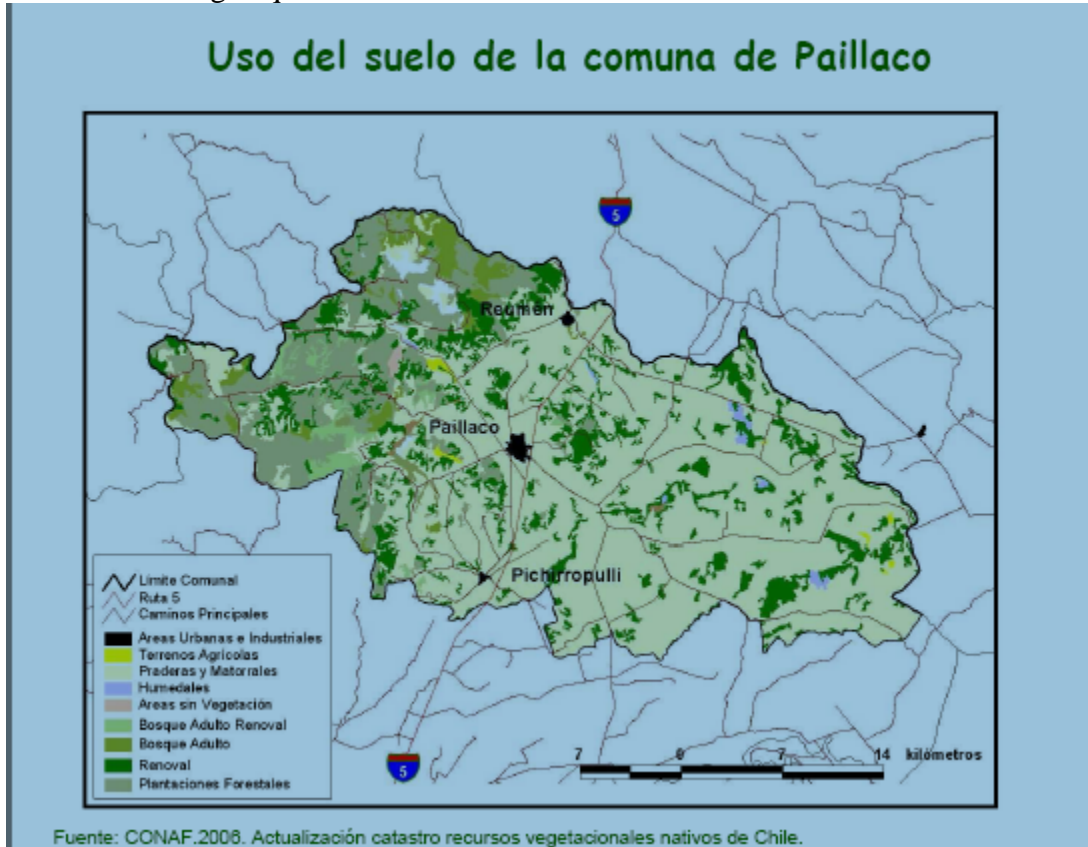 Uso del suelo de la comuna de Paillaco
5
Reumen
Paillaco
Pichirropulli
Límite Comunal
Ruta 5
Caminos Principales
Areas Urbanas e Industriales
Terrenos Agrícolas
Praderas y Matorrales
Humedales
Areas sin Vegetación
Bosque Adulto Renoval
Bosque Adulto
Renoval
Plantaciones Forestales
5
7 0 7 14 kilómetros
Fuente: CONAF.2006. Actualización catastro recursos vegetacionales nativos de Chile.